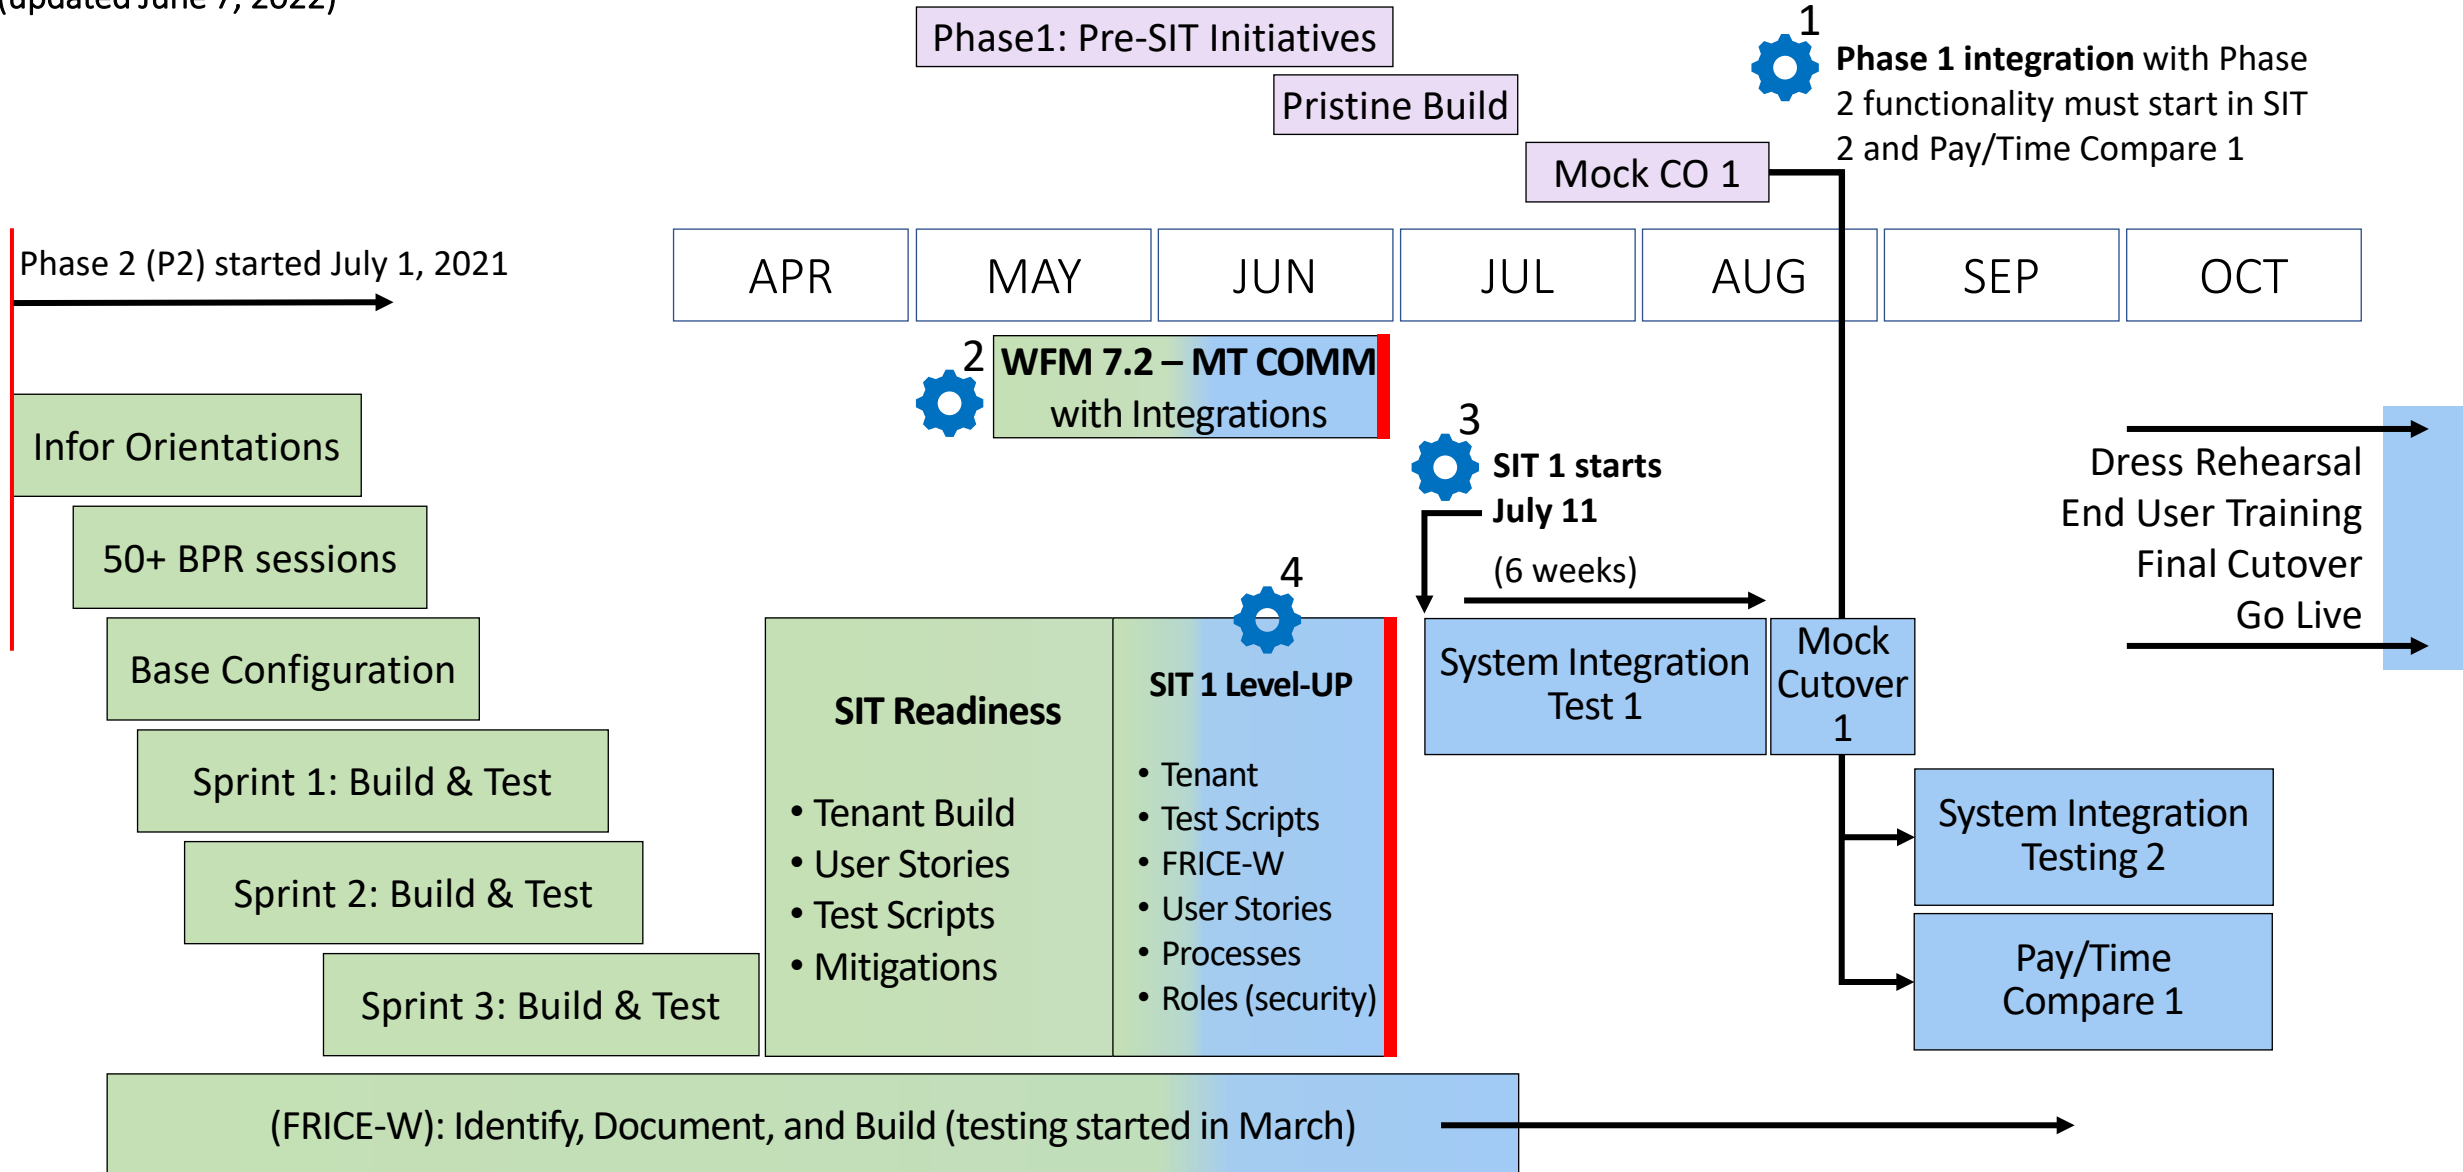 (updated June 7, 2022)
Phase1: Pre-SIT Initiatives
Pristine Build
Mock CO 1
1
Phase 1 integration with Phase
2 functionality must start in SIT
2 and Pay/Time Compare 1
Phase 2 (P2) started July 1, 2021
APR
MAY
JUN
JUL
AUG
SEP
OCT
2
WFM 7.2 – MT COMM
with Integrations
3
SIT 1 starts
July 11
(6 weeks)
Infor Orientations
50+ BPR sessions
Base Configuration
Sprint 1: Build & Test
Sprint 2: Build & Test
Sprint 3: Build & Test
SIT Readiness
• Tenant Build
• User Stories
• Test Scripts
• Mitigations
4
SIT 1 Level-UP
• Tenant
• Test Scripts
• FRICE-W
• User Stories
• Processes
• Roles (security)
System Integration
Test 1
Mock
Cutover
1
System Integration
Testing 2
Pay/Time
Compare 1
Dress Rehearsal
End User Training
Final Cutover
Go Live
(FRICE-W): Identify, Document, and Build (testing started in March)